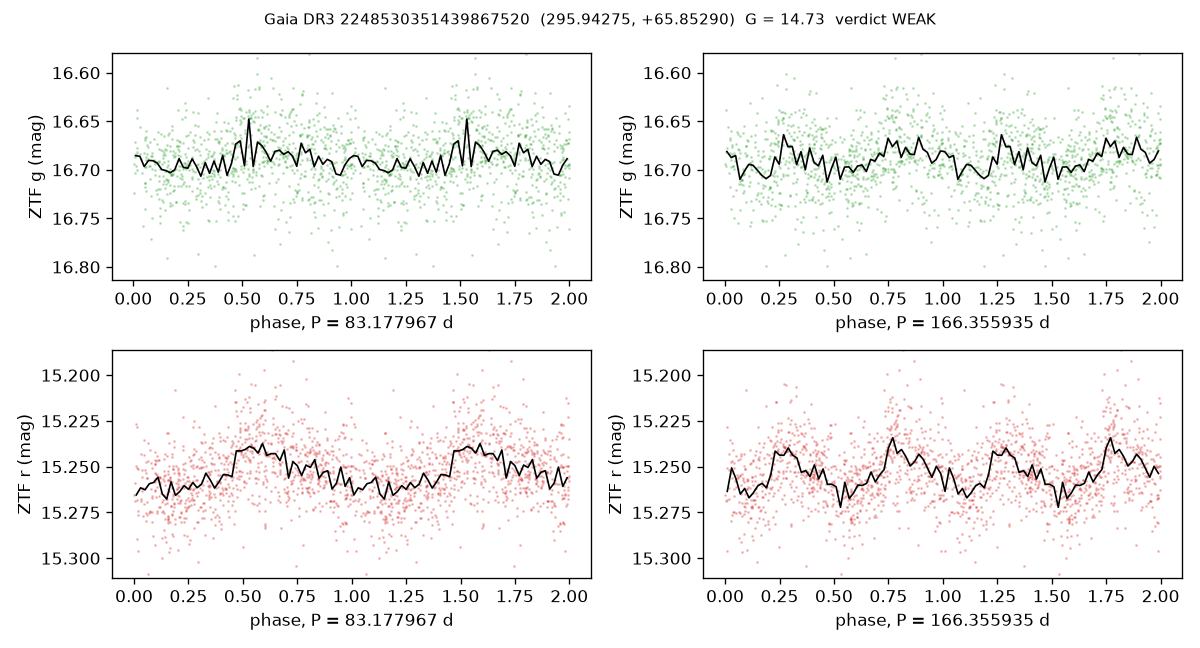 Gaia DR3 2248530351439867520  (295.94275, +65.85290)  G = 14.73  verdict WEAK
ZTF g (mag)
16.60
16.65
16.70
16.75
16.80
0.00 0.25 0.50 0.75 1.00 1.25 1.50 1.75 2.00
phase, P = 83.177967 d
ZTF g (mag)
16.60
16.65
16.70
16.75
16.80
0.00 0.25 0.50 0.75 1.00 1.25 1.50 1.75 2.00
phase, P = 166.355935 d
ZTF r (mag)
15.200
15.225
15.250
15.275
15.300
0.00 0.25 0.50 0.75 1.00 1.25 1.50 1.75 2.00
phase, P = 83.177967 d
ZTF r (mag)
15.200
15.225
15.250
15.275
15.300
0.00 0.25 0.50 0.75 1.00 1.25 1.50 1.75 2.00
phase, P = 166.355935 d